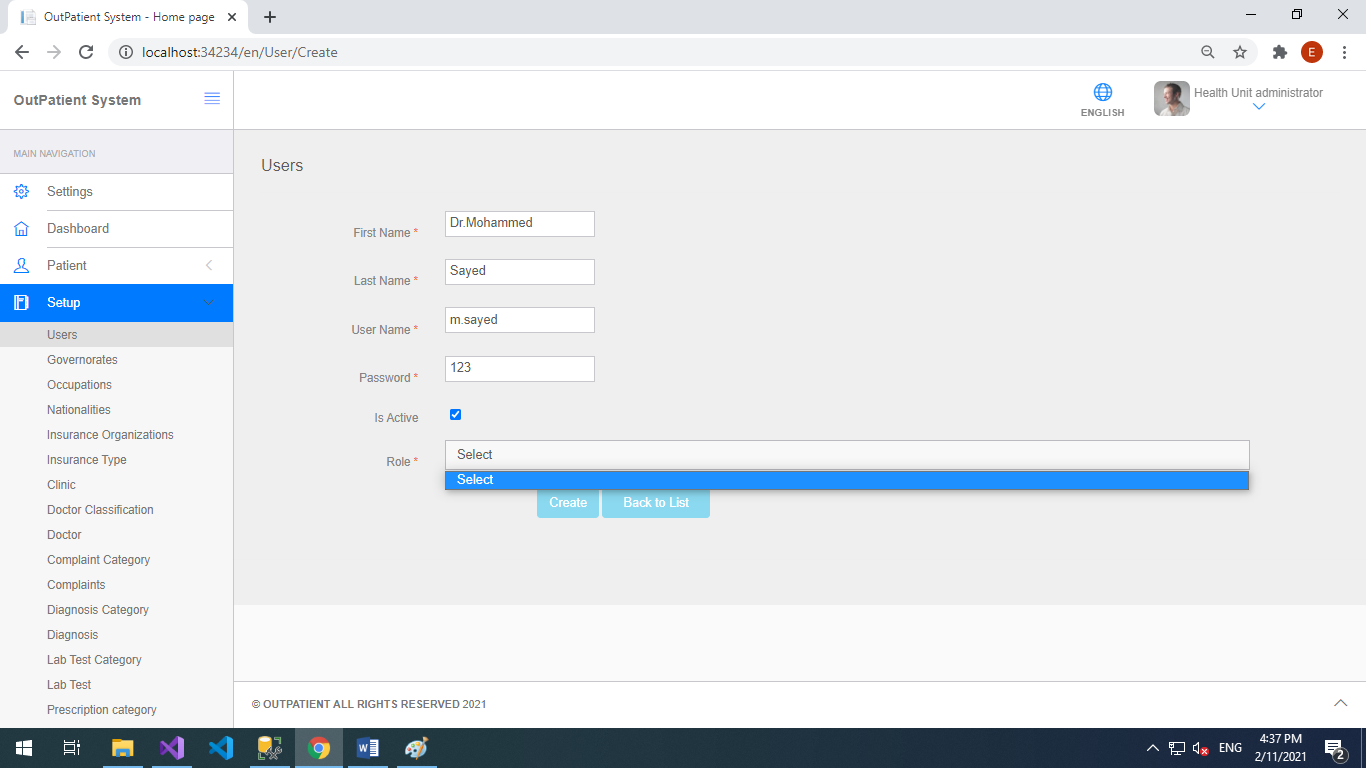 OutPatient System - Home page
localhost:34234/en/User/Create
E
OutPatient System
ENGLISH
Health Unit administrator
MAIN NAVIGATION
Settings
Dashboard
Patient
Setup
Users
Governorates
Occupations
Nationalities
Insurance Organizations
Insurance Type
Clinic
Doctor Classification
Doctor
Complaint Category
Complaints
Diagnosis Category
Diagnosis
Lab Test Category
Lab Test
Prescription category
Users
First Name * Dr.Mohammed
Last Name * Sayed
User Name * m.sayed
Password * 123
Is Active
Role * Select
Select
Create Back to List
© OUTPATIENT ALL RIGHTS RESERVED 2021
ENG
4:37 PM
2/11/2021
2